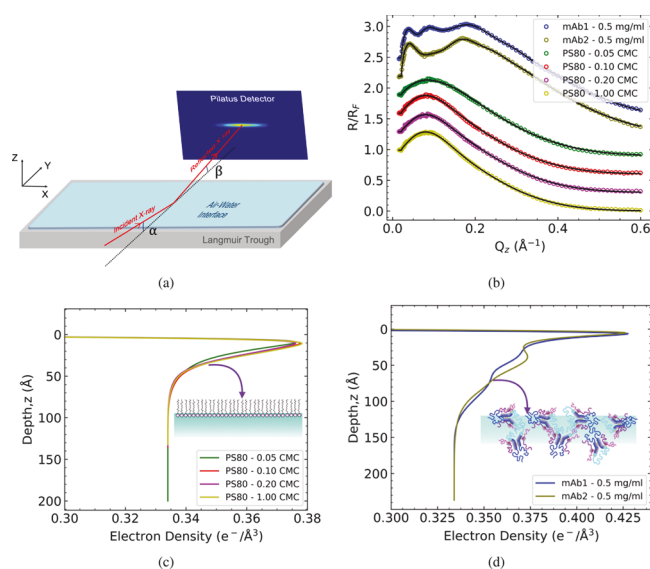 Pilatus Detector
Reflected X-ray
β
Z
Y
X
Incident X-ray
α
Air-Water
Interface
Langmuir Trough
(a)
3.0
2.5
2.0
1.5
1.0
0.5
0.0
R/R_F
mAb1 - 0.5 mg/ml
mAb2 - 0.5 mg/ml
PS80 - 0.05 CMC
PS80 - 0.10 CMC
PS80 - 0.20 CMC
PS80 - 1.00 CMC
0.0 0.2 0.4 0.6
Q_z (Å⁻¹)
(b)
0
50
100
150
200
Depth,z (Å)
PS80 - 0.05 CMC
PS80 - 0.10 CMC
PS80 - 0.20 CMC
PS80 - 1.00 CMC
0.30 0.32 0.34 0.36 0.38
Electron Density (e⁻/Å³)
(c)
0
50
100
150
200
Depth,z (Å)
mAb1 - 0.5 mg/ml
mAb2 - 0.5 mg/ml
0.300 0.325 0.350 0.375 0.400 0.425
Electron Density (e⁻/Å³)
(d)